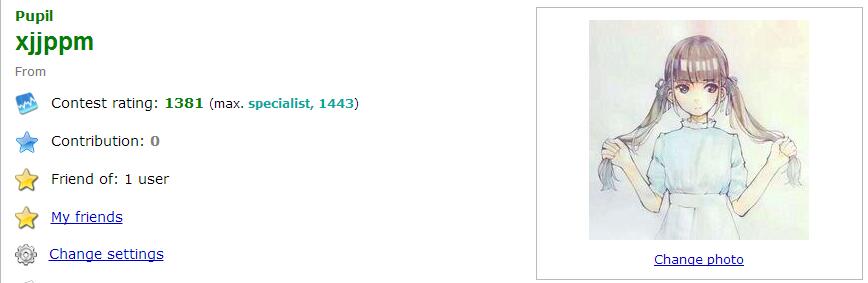 Pupil
xjjppm
From
Contest rating: 1381 (max. specialist, 1443)
Contribution: 0
Friend of: 1 user
My friends
Change settings
Change photo